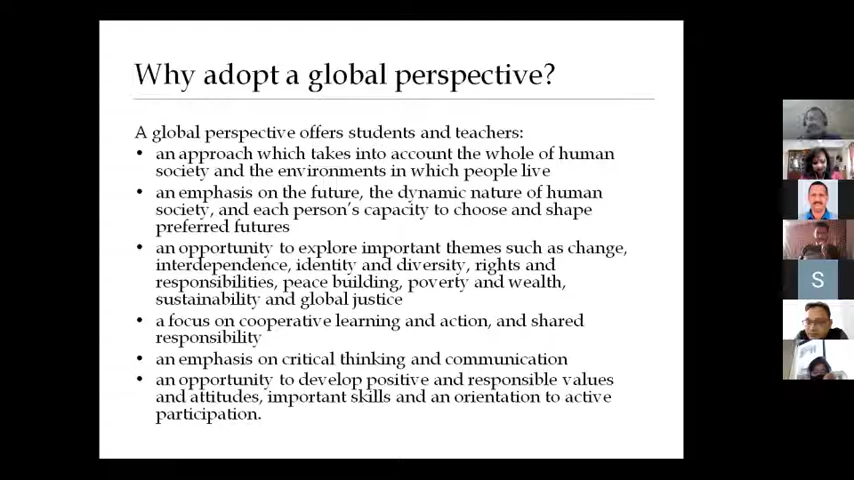 Why adopt a global perspective?
A global perspective offers students and teachers:
• an approach which takes into account the whole of human
society and the environments in which people live
• an emphasis on the future, the dynamic nature of human
society, and each person's capacity to choose and shape
preferred futures
• an opportunity to explore important themes such as change,
interdependence, identity and diversity, rights and
responsibilities, peace building, poverty and wealth,
sustainability and global justice
• a focus on cooperative learning and action, and shared
responsibility
• an emphasis on critical thinking and communication
• an opportunity to develop positive and responsible values
and attitudes, important skills and an orientation to active
participation.
S